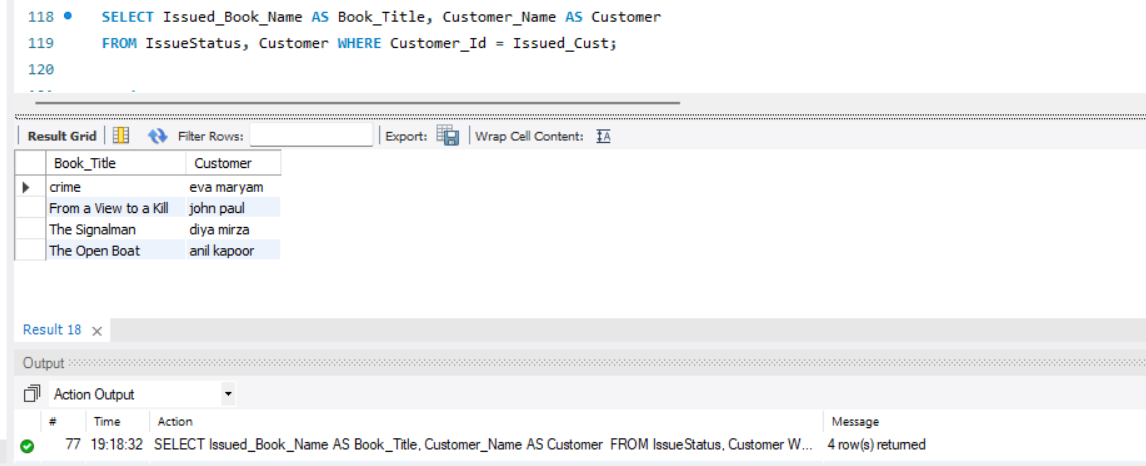 118 SELECT Issued_Book_Name AS Book_Title, Customer_Name AS Customer
119 FROM IssueStatus, Customer WHERE Customer_Id = Issued_Cust;
120
Result Grid Filter Rows: Export: Wrap Cell Content: IA
Book_Title Customer
crime eva maryam
From a View to a Kill john paul
The Signalman diya mirza
The Open Boat anil kapoor
Result 18 ×
Output
Action Output
# Time Action Message
77 19:18:32 SELECT Issued_Book_Name AS Book_Title, Customer_Name AS Customer FROM IssueStatus, Customer W... 4 row(s) returned